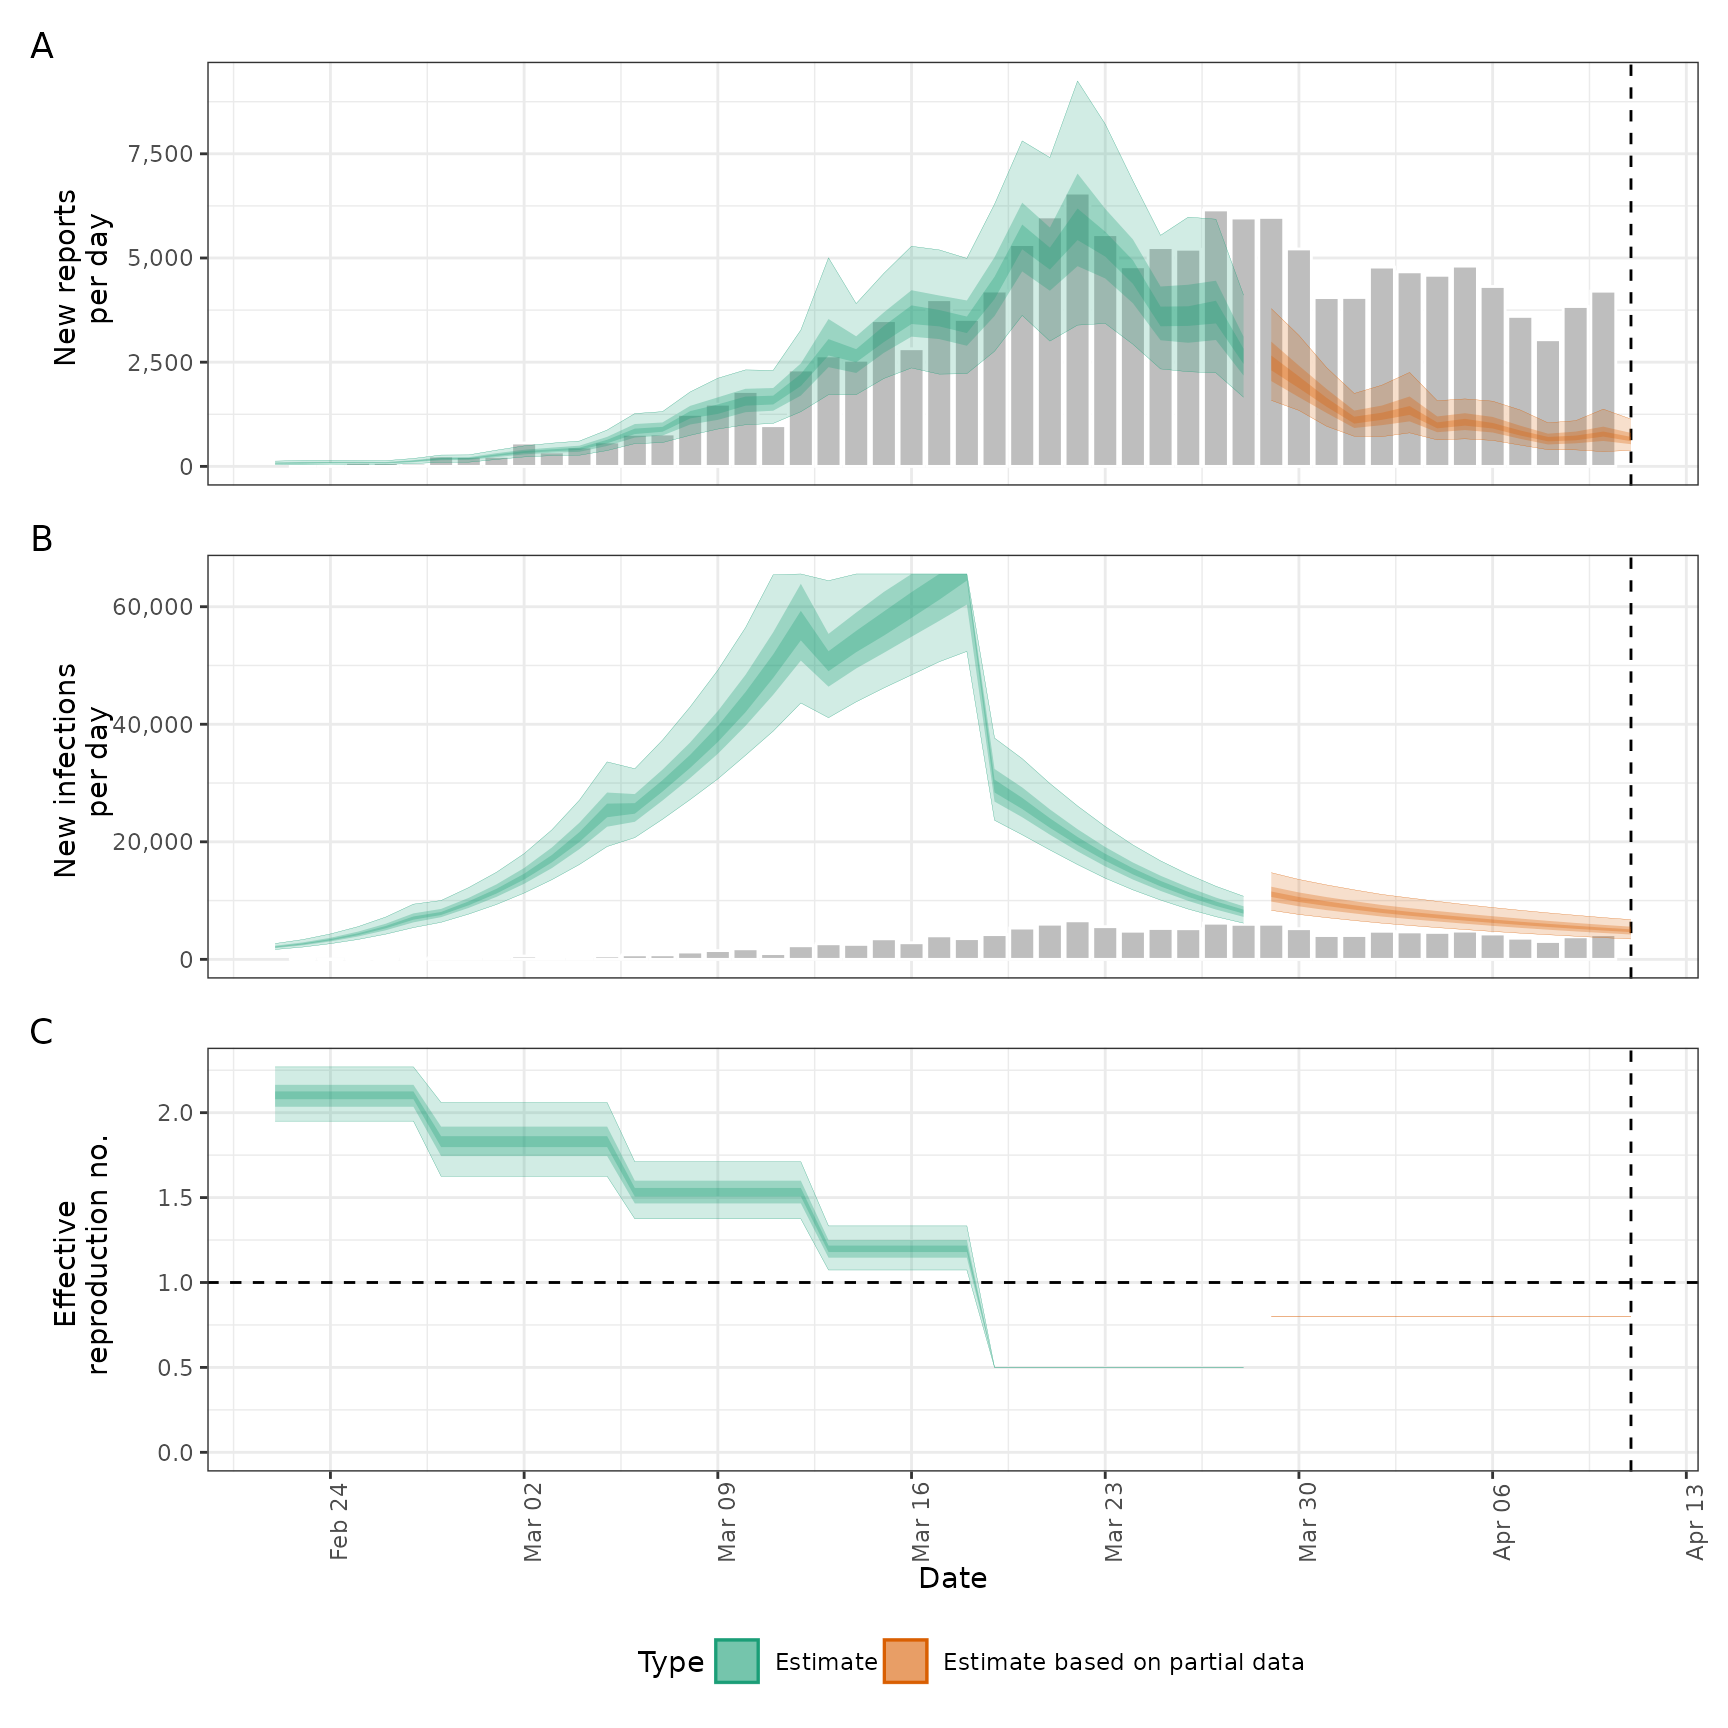 A
New reports
per day
7,500
5,000
2,500
0
B
New infections
per day
60,000
40,000
20,000
0
C
Effective
reproduction no.
2.0
1.5
1.0
0.5
0.0
Feb 24
Mar 02
Mar 09
Mar 16
Mar 23
Mar 30
Apr 06
Apr 13
Date
Type
Estimate
Estimate based on partial data